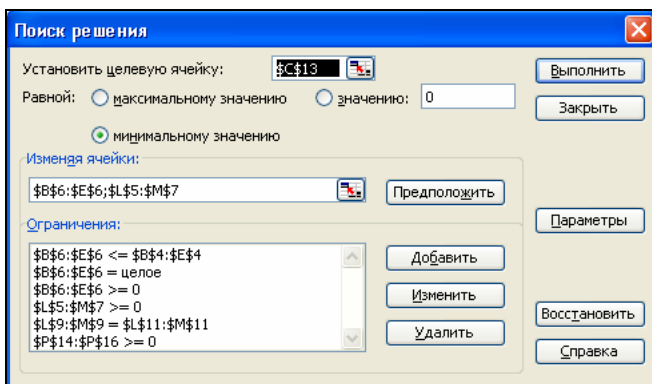 Поиск решения
Установить целевую ячейку: $C$13 Выполнить
Равной: максимальному значению значению: 0 Закрыть
минимальному значению
Изменяя ячейки:
$B$6:$E$6;$L$5:$M$7 Предположить
Параметры
Ограничения:
$B$6:$E$6 <= $B$4:$E$4 Добавить
$B$6:$E$6 = целое
$B$6:$E$6 >= 0 Изменить
$L$5:$M$7 >= 0
$L$9:$M$9 = $L$11:$M$11 Удалить Восстановить
$P$14:$P$16 >= 0
Справка